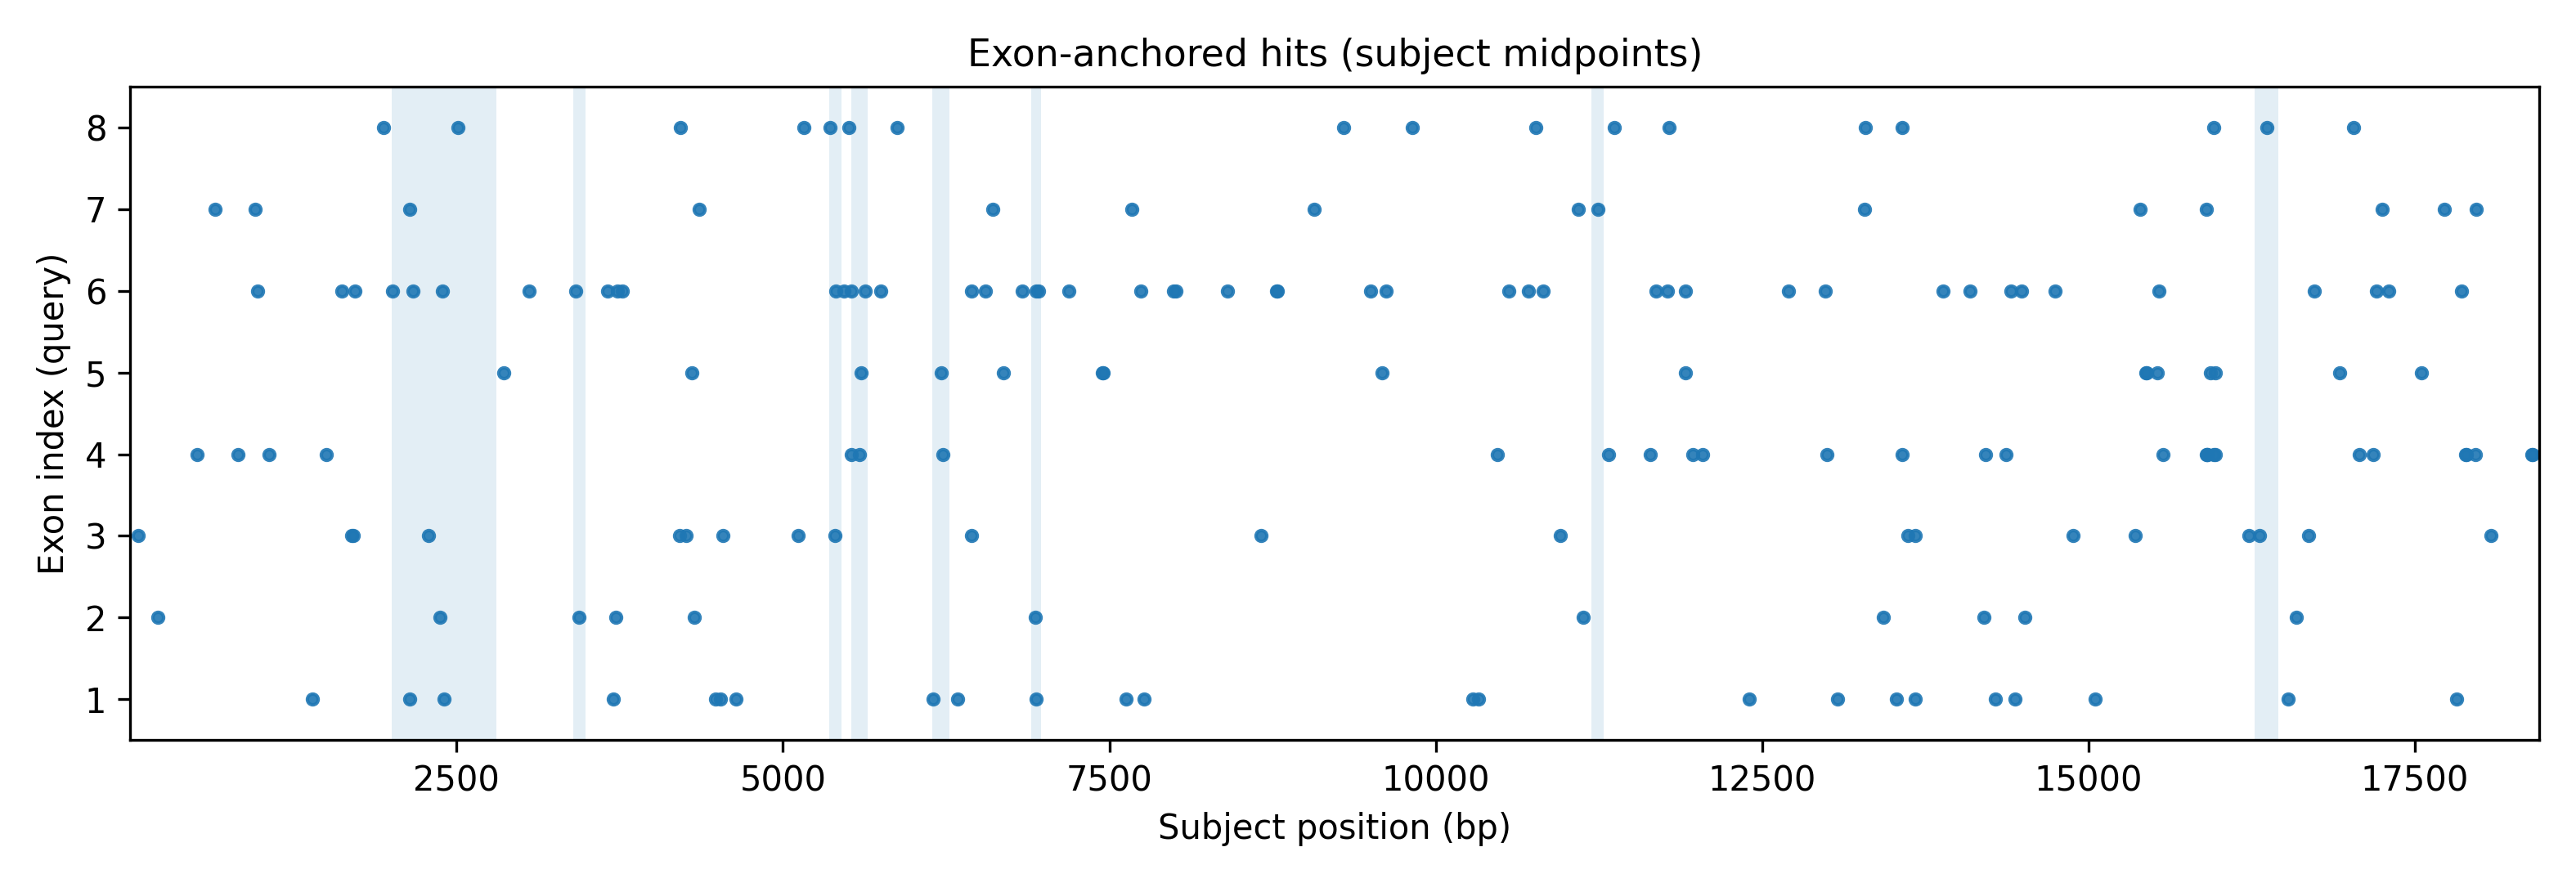 Exon-anchored hits (subject midpoints)
Exon index (query)
8
7
6
5
4
3
2
1
2500 5000 7500 10000 12500 15000 17500
Subject position (bp)